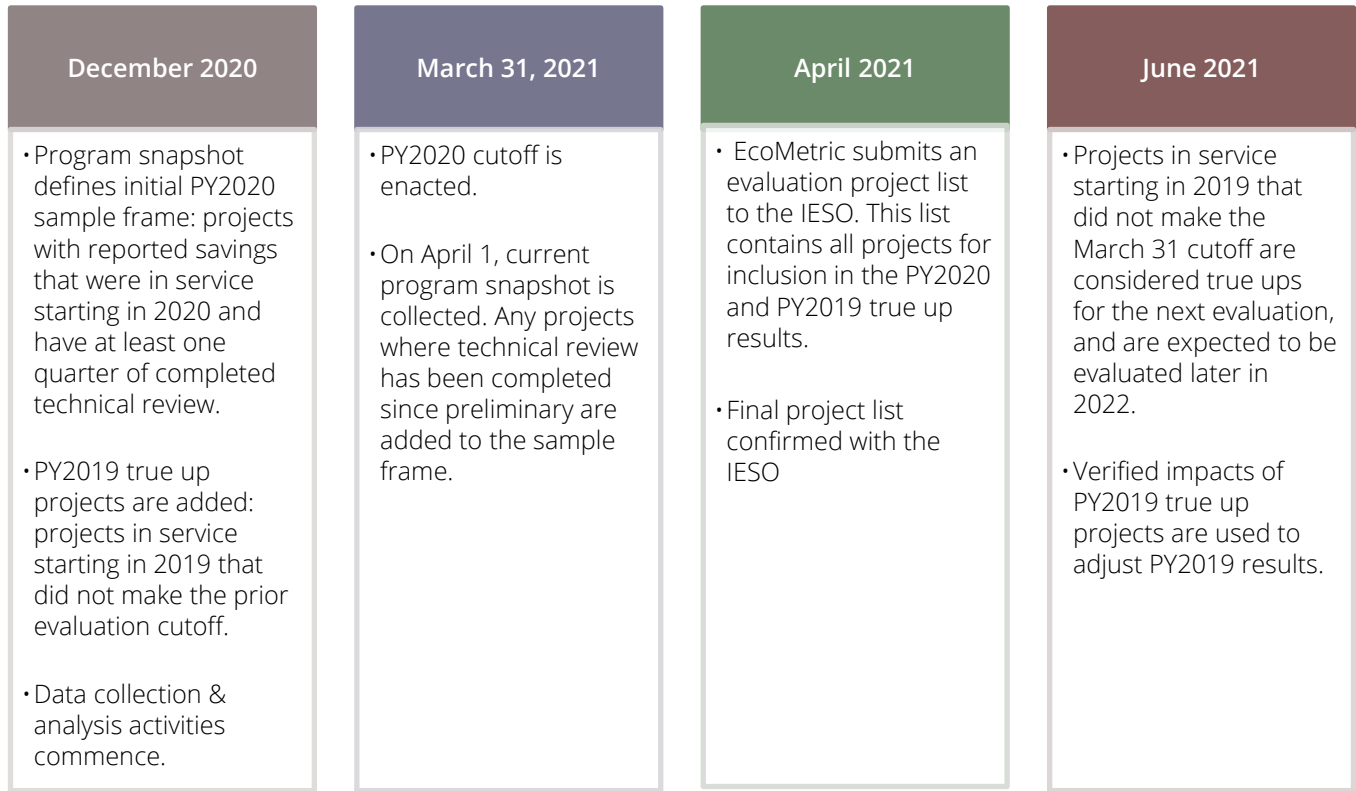 December 2020
•Program snapshot
defines initial PY2020
sample frame: projects
with reported savings
that were in service
starting in 2020 and
have at least one
quarter of completed
technical review.
•PY2019 true up
projects are added:
projects in service
starting in 2019 that
did not make the prior
evaluation cutoff.
•Data collection &
analysis activities
commence.
March 31, 2021
•PY2020 cutoff is
enacted.
•On April 1, current
program snapshot is
collected. Any projects
where technical review
has been completed
since preliminary are
added to the sample
frame.
April 2021
• EcoMetric submits an
evaluation project list
to the IESO. This list
contains all projects for
inclusion in the PY2020
and PY2019 true up
results.
•Final project list
confirmed with the
IESO
June 2021
•Projects in service
starting in 2019 that
did not make the
March 31 cutoff are
considered true ups
for the next evaluation,
and are expected to be
evaluated later in
2022.
•Verified impacts of
PY2019 true up
projects are used to
adjust PY2019 results.